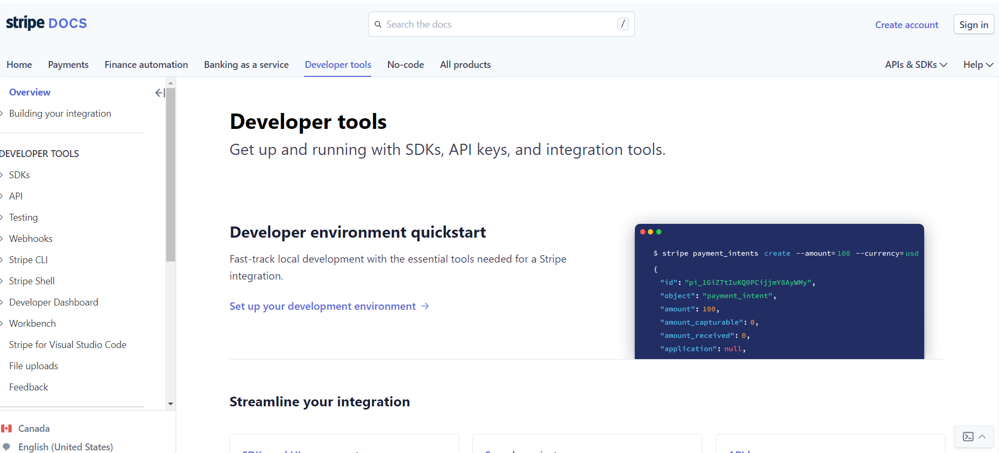 stripe DOCS
Search the docs /
Create account
Sign in
Home Payments Finance automation Banking as a service Developer tools No-code All products
APIs & SDKs Help
Overview
Building your integration
DEVELOPER TOOLS
SDKs
API
Testing
Webhooks
Stripe CLI
Stripe Shell
Developer Dashboard
Workbench
Stripe for Visual Studio Code
File uploads
Feedback
Canada
English (United States)
Developer tools
Get up and running with SDKs, API keys, and integration tools.
Developer environment quickstart
Fast-track local development with the essential tools needed for a Stripe
integration.
Set up your development environment →
$ stripe payment_intents create --amount=100 --currency=usd
{
"id": "pi_1GiZ7tIuKQ0PCijjmY8AyWMy",
"object": "payment_intent",
"amount": 100,
"amount_capturable": 0,
"amount_received": 0,
"application": null,
Streamline your integration